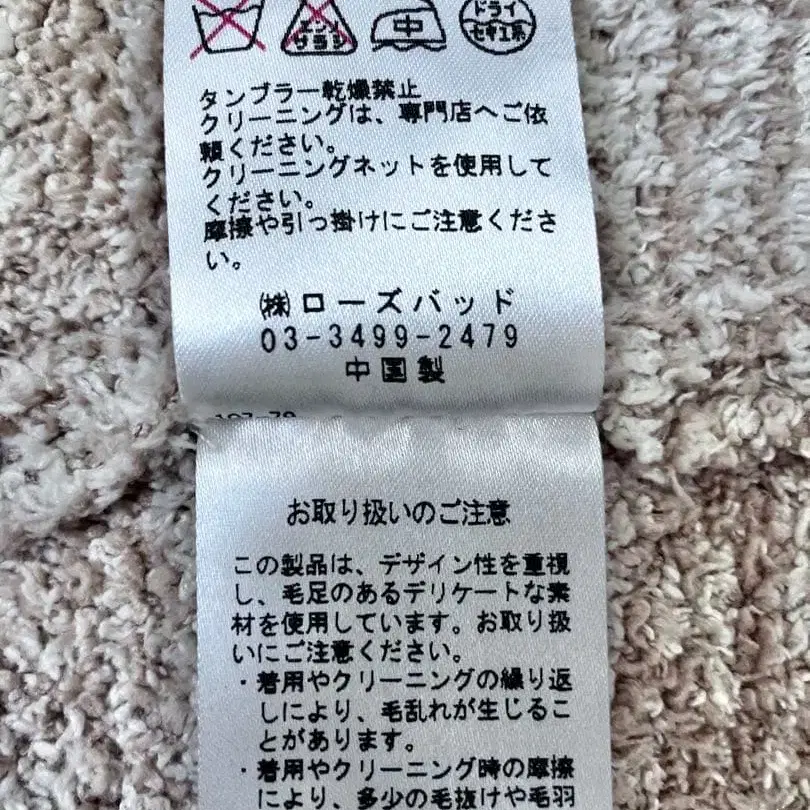 エンソ
サラシ
中
ドライ
セキユ系
タンブラー乾燥禁止
クリーニングは、専門店へご依
頼ください。
クリーニングネットを使用して
ください。
摩擦や引っ掛けにご注意くださ
い。
㈱ローズバッド
03-3499-2479
中国製
お取り扱いのご注意
この製品は、デザイン性を重視
し、毛足のあるデリケートな素
材を使用しています。お取り扱
いにご注意ください。
・着用やクリーニングの繰り返
しにより、毛乱れが生じるこ
とがあります。
・着用やクリーニング時の摩擦
により、多少の毛抜けや毛羽